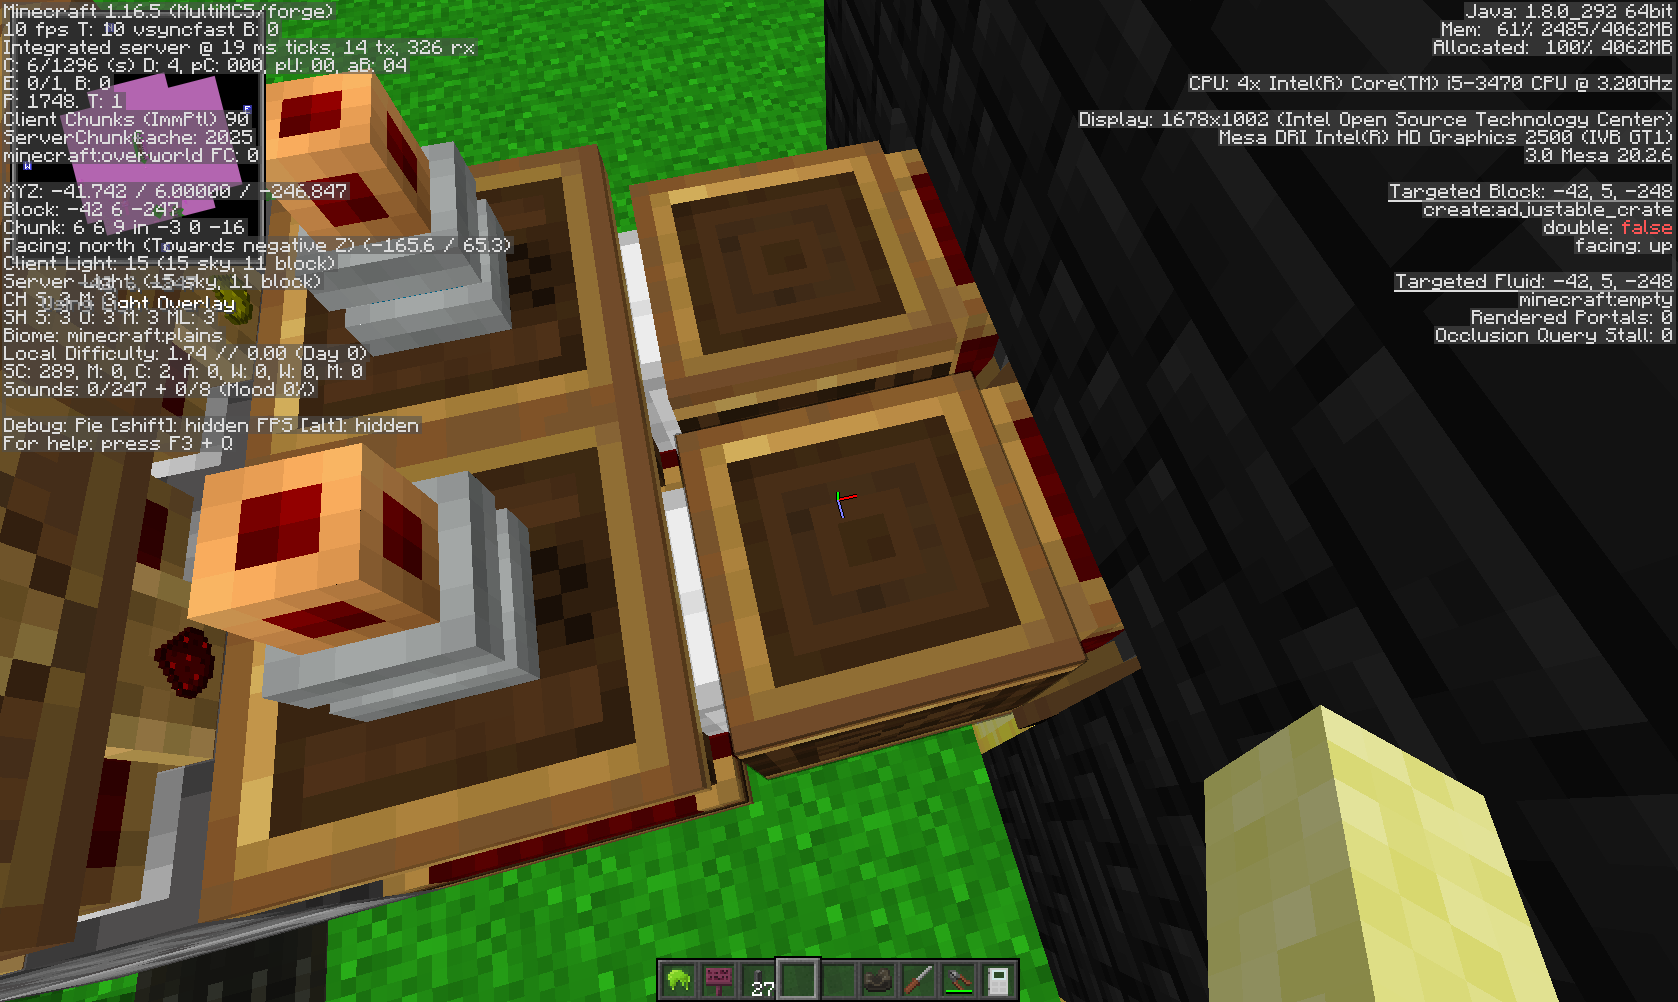 Minecraft 1.16.5 (MultiMC5/forge)
10 fps T: 10 vsyncfast B: 0
Integrated server @ 19 ms ticks, 14 tx, 326 rx
C: 6/1296 (s) D: 4, pC: 000, pU: 00, aB: 04
E: 0/1, B: 0
P: 1748, T: 1
Client Chunks (ImmPtl) 90
ServerChunkCache: 2025
minecraft:overworld FC: 0
XYZ: -41.742 / 6.00000 / -246.847
Block: -42 6 -247
Chunk: 6 6 9 in -3 0 -16
Facing: north (Towards negative Z) (-165.6 / 65.3)
Client Light: 15 (15 sky, 11 block)
Server Light: (15 sky, 11 block)
CH S: 3 M: 3
Light Overlay
SH S: 3 O: 3 M: 3 ML: 3
Biome: minecraft:plains
Local Difficulty: 1.74 // 0.00 (Day 0)
SC: 289, M: 0, C: 2, A: 0, W: 0, W: 0, M: 0
Sounds: 0/247 + 0/8 (Mood 0%)
Debug: Pie [shift]: hidden FPS [alt]: hidden
For help: press F3 + Q
Java: 1.8.0_292 64bit
Mem: 61% 2485/4062MB
Allocated: 100% 4062MB
CPU: 4x Intel(R) Core(TM) i5-3470 CPU @ 3.20GHz
Display: 1678x1002 (Intel Open Source Technology Center)
Mesa DRI Intel(R) HD Graphics 2500 (IVB GT1)
3.0 Mesa 20.2.6
Targeted Block: -42, 5, -248
create:adjustable_crate
double: false
facing: up
Targeted Fluid: -42, 5, -248
minecraft:empty
Rendered Portals: 0
Occlusion Query Stall: 0
27